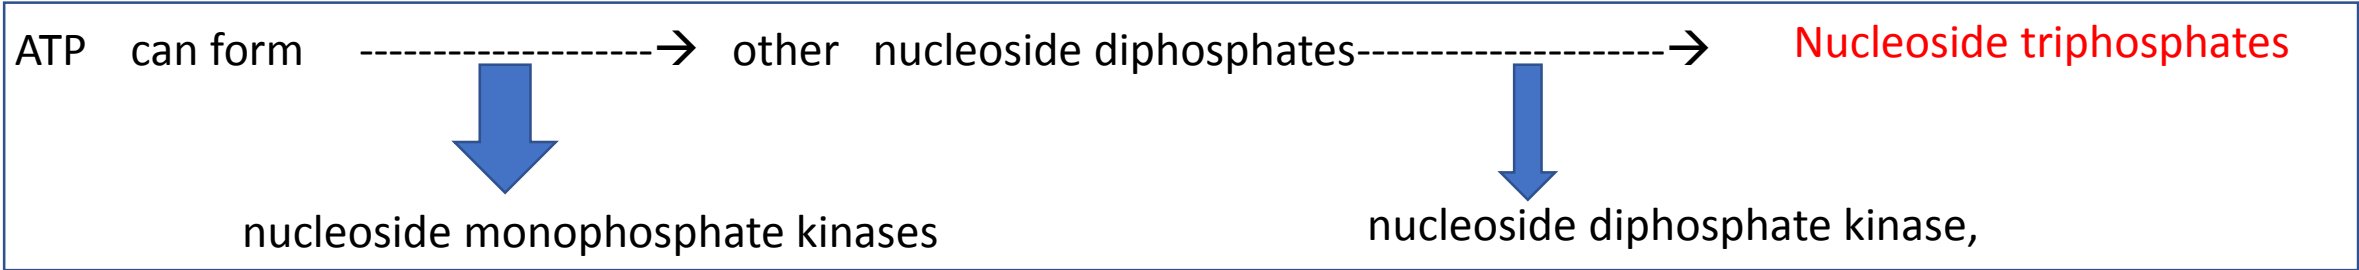 ATP can form --------------------→ other nucleoside diphosphates---------------------→ Nucleoside triphosphates
nucleoside monophosphate kinases nucleoside diphosphate kinase,